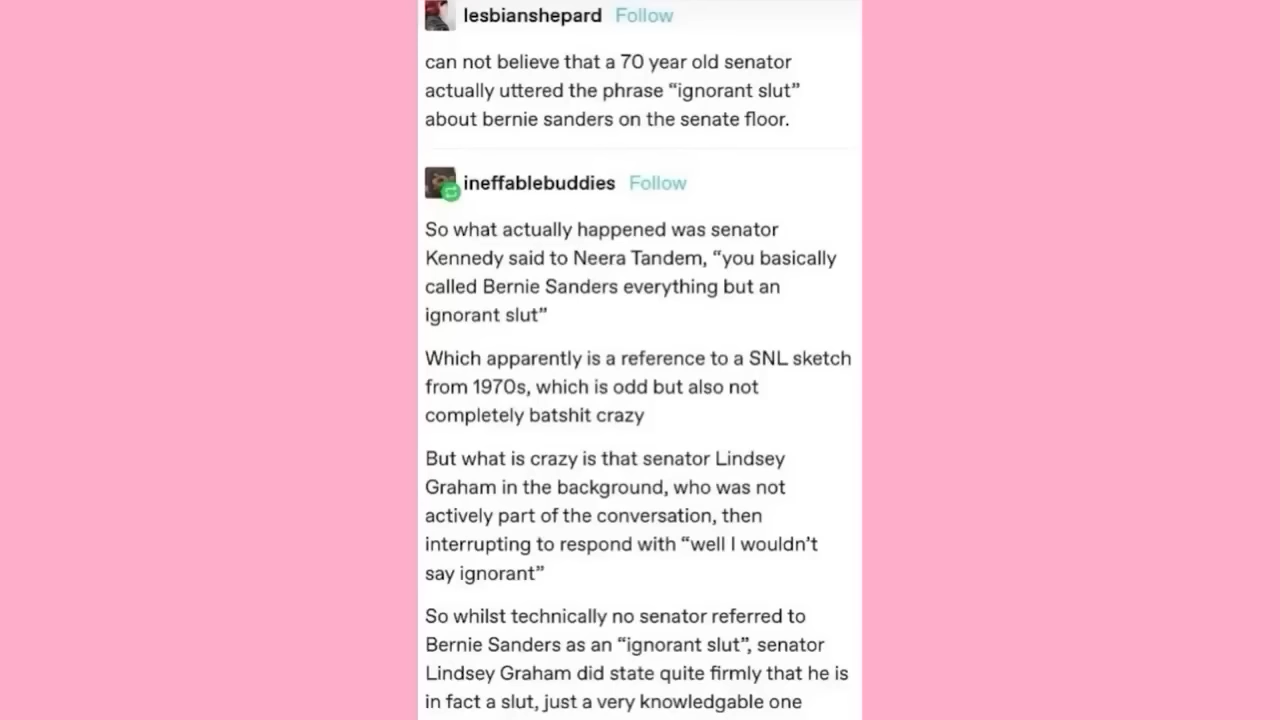 lesbianshepard Follow
can not believe that a 70 year old senator
actually uttered the phrase “ignorant slut”
about bernie sanders on the senate floor.
ineffablebuddies Follow
So what actually happened was senator
Kennedy said to Neera Tandem, “you basically
called Bernie Sanders everything but an
ignorant slut”
Which apparently is a reference to a SNL sketch
from 1970s, which is odd but also not
completely batshit crazy
But what is crazy is that senator Lindsey
Graham in the background, who was not
actively part of the conversation, then
interrupting to respond with “well I wouldn’t
say ignorant”
So whilst technically no senator referred to
Bernie Sanders as an “ignorant slut”, senator
Lindsey Graham did state quite firmly that he is
in fact a slut, just a very knowledgable one